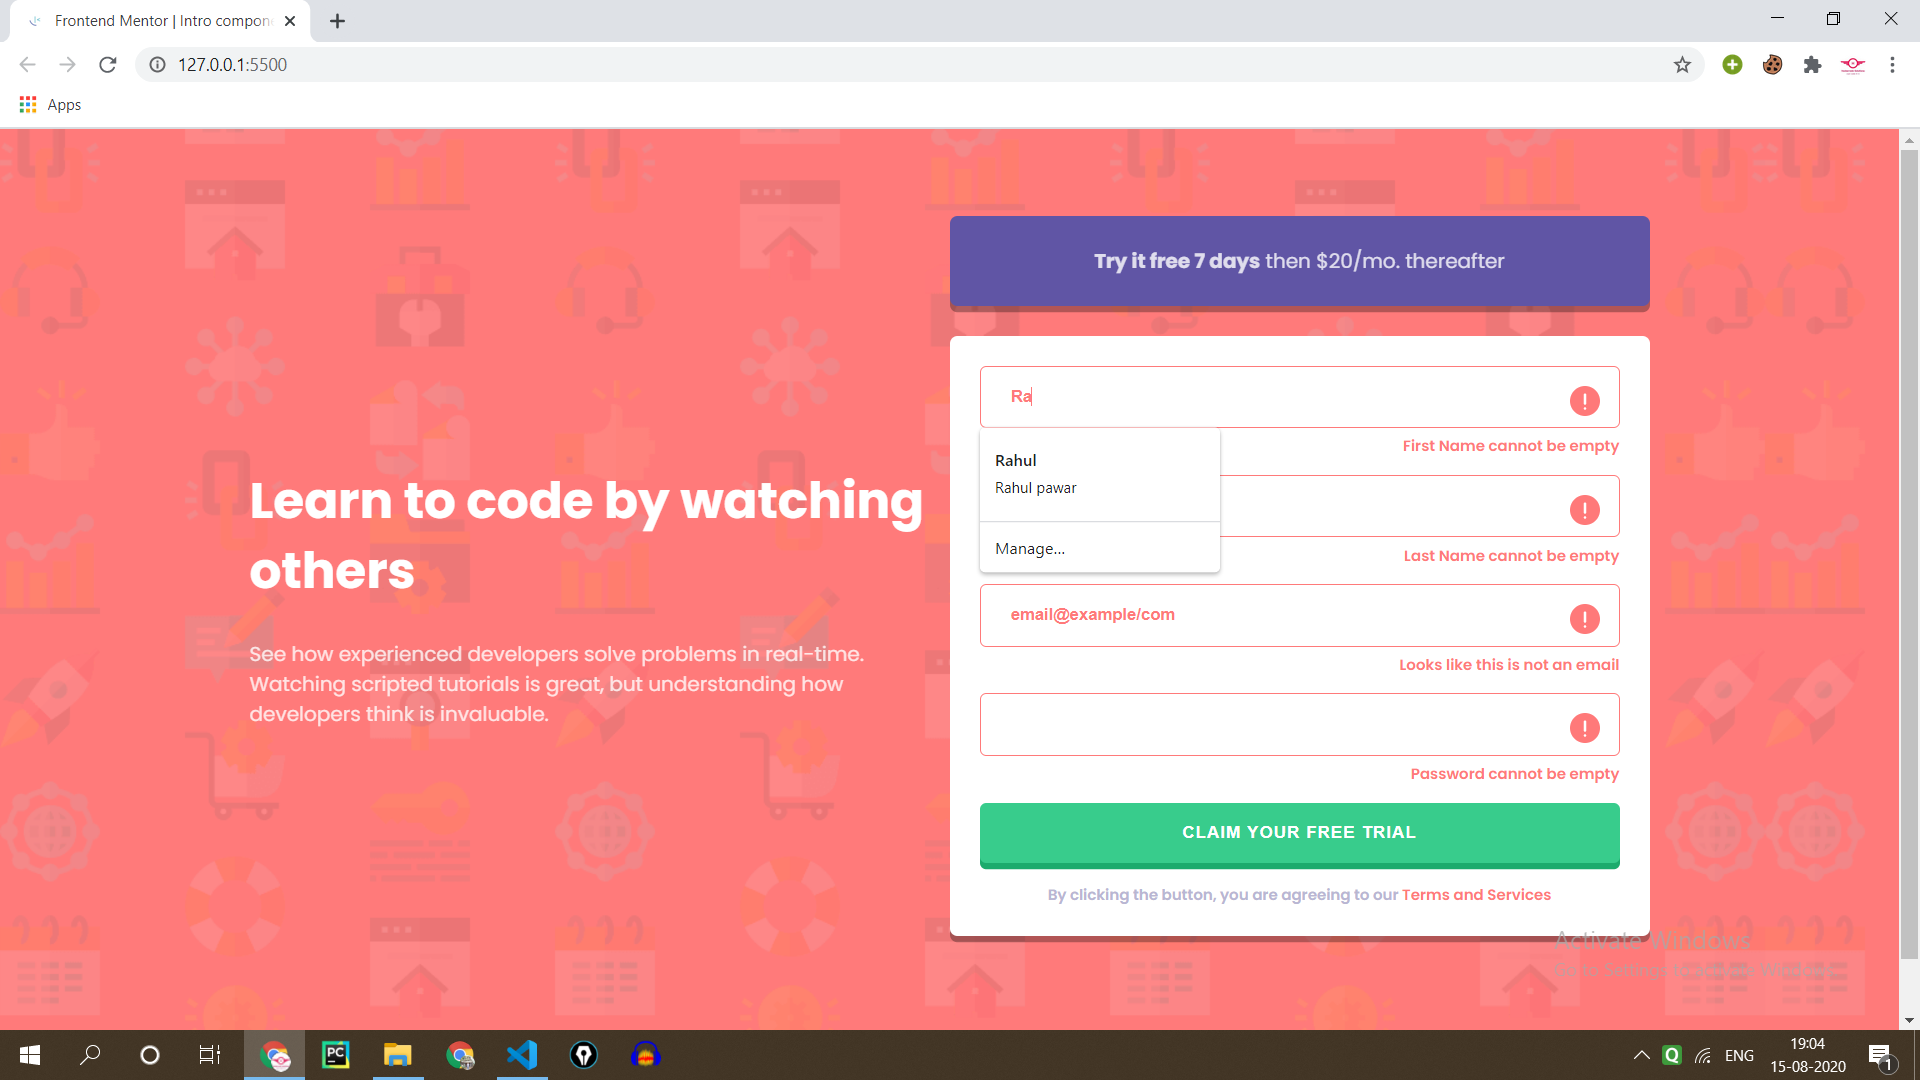 Frontend Mentor | Intro compon
127.0.0.1:5500
Apps
Try it free 7 days then $20/mo. thereafter
Ra
First Name cannot be empty
Rahul
Rahul pawar
Manage...
Last Name cannot be empty
email@example/com
Looks like this is not an email
Password cannot be empty
CLAIM YOUR FREE TRIAL
By clicking the button, you are agreeing to our Terms and Services
Learn to code by watching
others
See how experienced developers solve problems in real-time.
Watching scripted tutorials is great, but understanding how
developers think is invaluable.
Activate Windows
Go to Settings to activate Windows.
PC
Q
ENG
19:04
15-08-2020
1